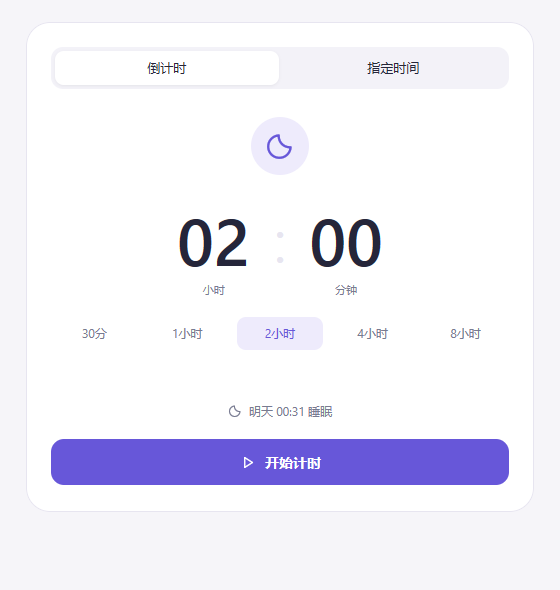 倒计时 指定时间
02 : 00
小时 分钟
30分 1小时 2小时 4小时 8小时
明天 00:31 睡眠
开始计时